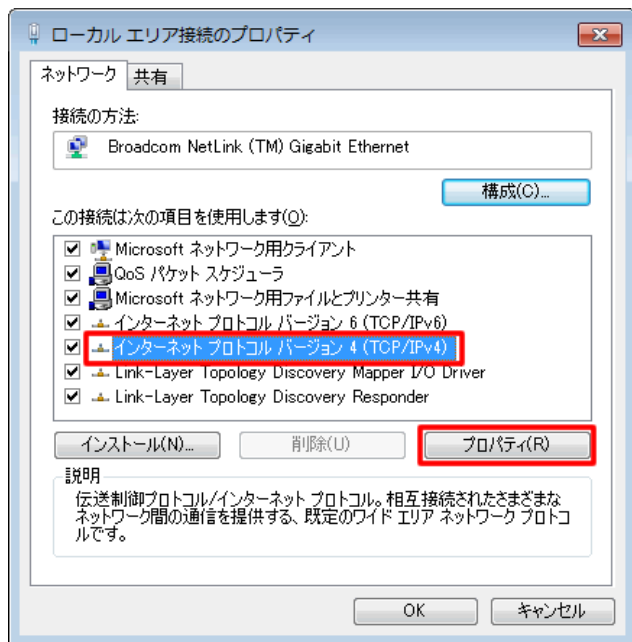 ローカル エリア接続のプロパティ
ネットワーク 共有
接続の方法:
Broadcom NetLink (TM) Gigabit Ethernet
構成(C)...
この接続は次の項目を使用します(O):
Microsoft ネットワーク用クライアント
QoS パケット スケジューラ
Microsoft ネットワーク用ファイルとプリンター共有
インターネット プロトコル バージョン 6 (TCP/IPv6)
インターネット プロトコル バージョン 4 (TCP/IPv4)
Link-Layer Topology Discovery Mapper I/O Driver
Link-Layer Topology Discovery Responder
インストール(N)... 削除(U) プロパティ(R)
説明
伝送制御プロトコル/インターネット プロトコル。相互接続されたさまざまな
ネットワーク間の通信を提供する、既定のワイド エリア ネットワーク プロトコ
ルです。
OK キャンセル